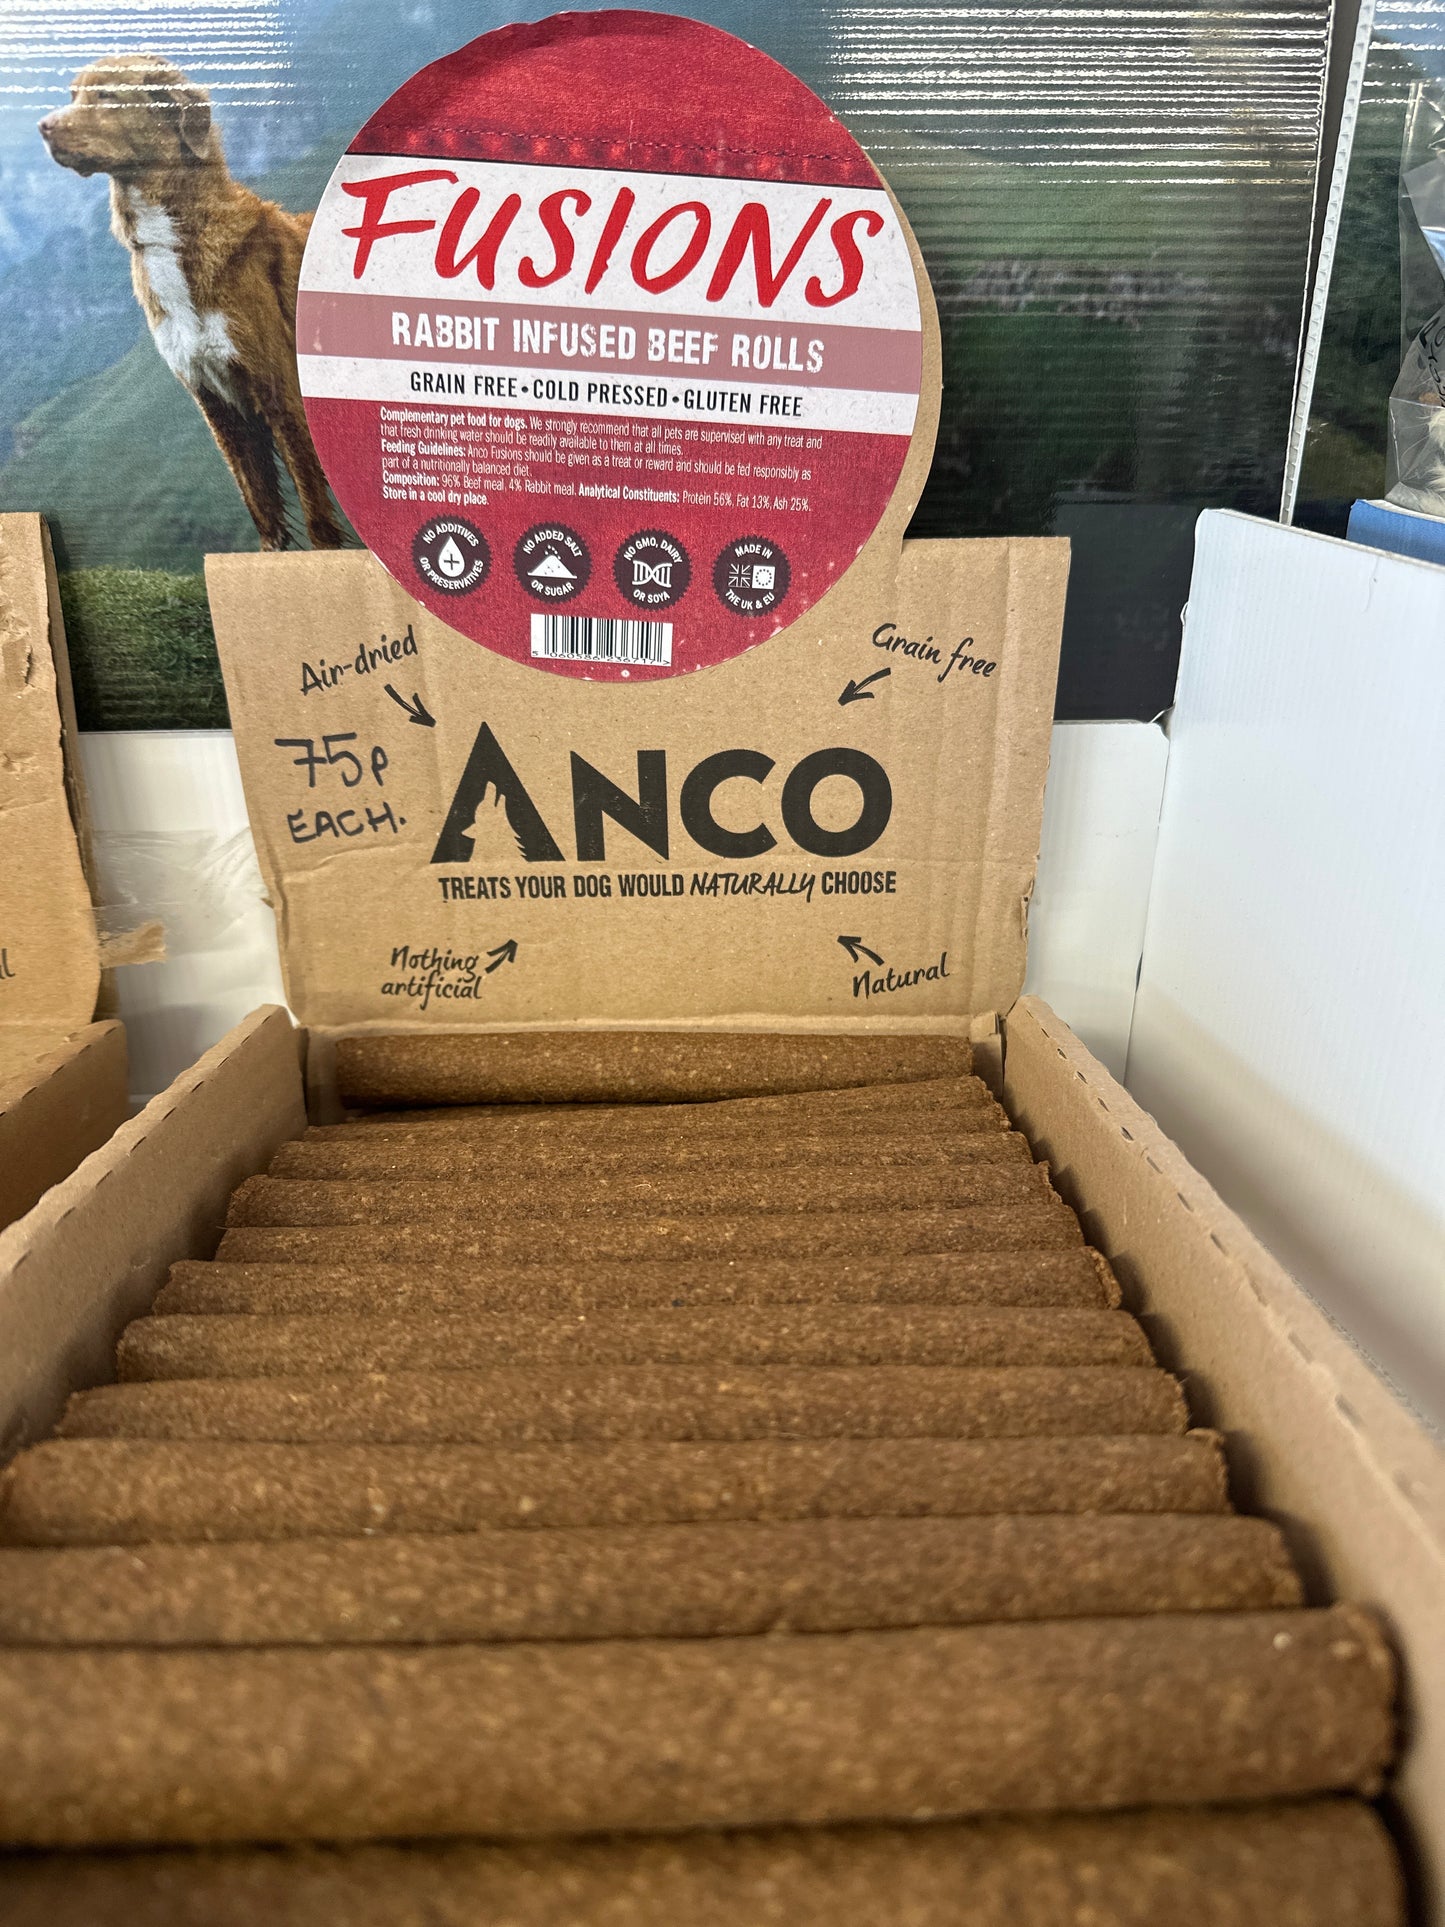 FUSIONS
RABBIT INFUSED BEEF ROLLS
GRAIN FREE•COLD PRESSED•GLUTEN FREE
Complementary pet food for dogs. We strongly recommend that all pets are supervised with any treat and
that fresh drinking water should be readily available to them at all times.
Feeding Guidelines: Anco Fusions should be given as a treat or reward and should be fed responsibly as
part of a nutritionally balanced diet.
Composition: 96% Beef meal, 4% Rabbit meal. Analytical Constituents: Protein 56%, Fat 13%, Ash 25%.
Store in a cool dry place.
NO ADDITIVES
OR PRESERVATIVES
NO ADDED SALT
OR SUGAR
NO GMO, DAIRY
OR SOYA
MADE IN
THE UK & EU
5 060586 236717 >
Air-dried
Grain free
75p
EACH.
ANCO
TREATS YOUR DOG WOULD NATURALLY CHOOSE
Nothing
artificial
Natural